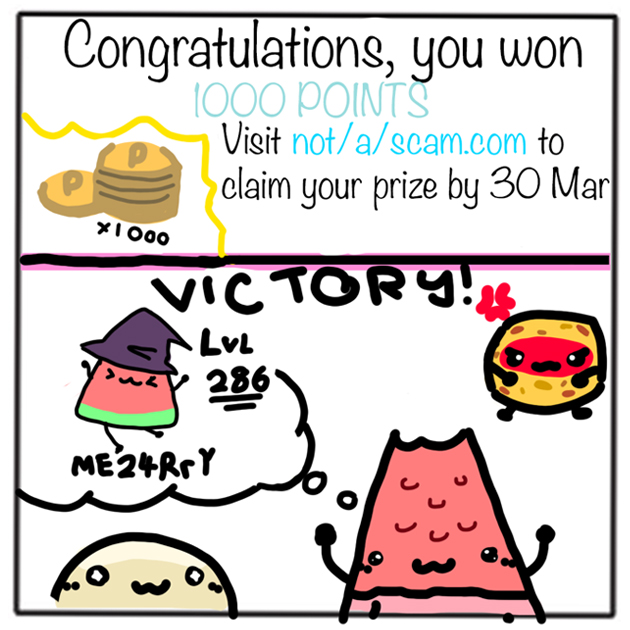 Congratulations, you won
1000 POINTS
Visit not/a/scam.com to
claim your prize by 30 Mar
P P
x1000
VICTORY!
LvL
286
ME24RrY